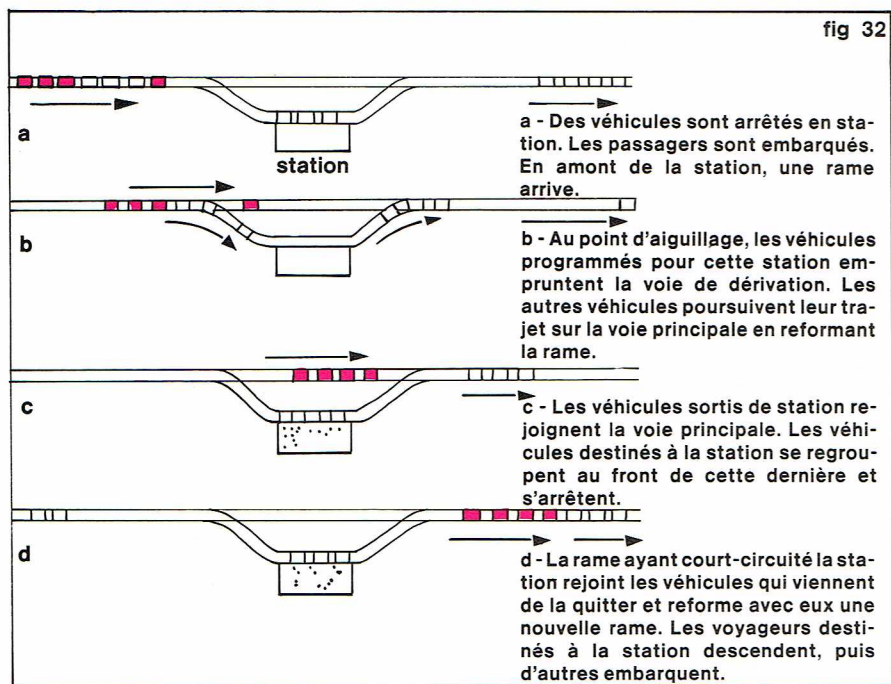 fig 32
a - Des véhicules sont arrêtés en sta-
tion. Les passagers sont embarqués.
En amont de la station, une rame
arrive.
a
station
b - Au point d'aiguillage, les véhicules
programmés pour cette station em-
pruntent la voie de dérivation. Les
autres véhicules poursuivent leur tra-
jet sur la voie principale en reformant
la rame.
b
c - Les véhicules sortis de station re-
joignent la voie principale. Les véhi-
cules destinés à la station se regrou-
pent au front de cette dernière et
s'arrêtent.
c
d - La rame ayant court-circuité la sta-
tion rejoint les véhicules qui viennent
de la quitter et reforme avec eux une
nouvelle rame. Les voyageurs desti-
nés à la station descendent, puis
d'autres embarquent.
d